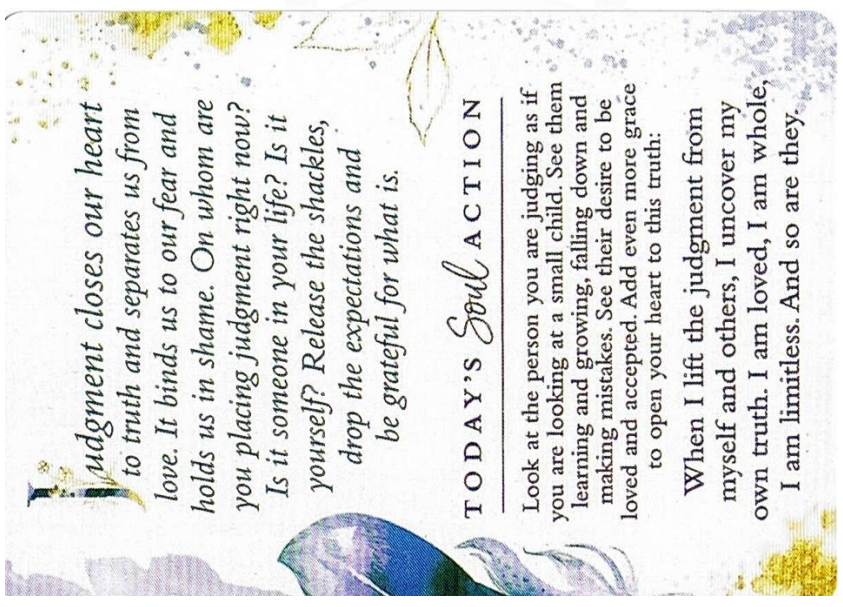 Judgment closes our heart
to truth and separates us from
love. It binds us to our fear and
holds us in shame. On whom are
you placing judgment right now?
Is it someone in your life? Is it
yourself? Release the shackles,
drop the expectations and
be grateful for what is.
TODAY'S Soul ACTION
Look at the person you are judging as if
you are looking at a small child. See them
learning and growing, falling down and
making mistakes. See their desire to be
loved and accepted. Add even more grace
to open your heart to this truth:
When I lift the judgment from
myself and others, I uncover my
own truth. I am loved, I am whole,
I am limitless. And so are they.